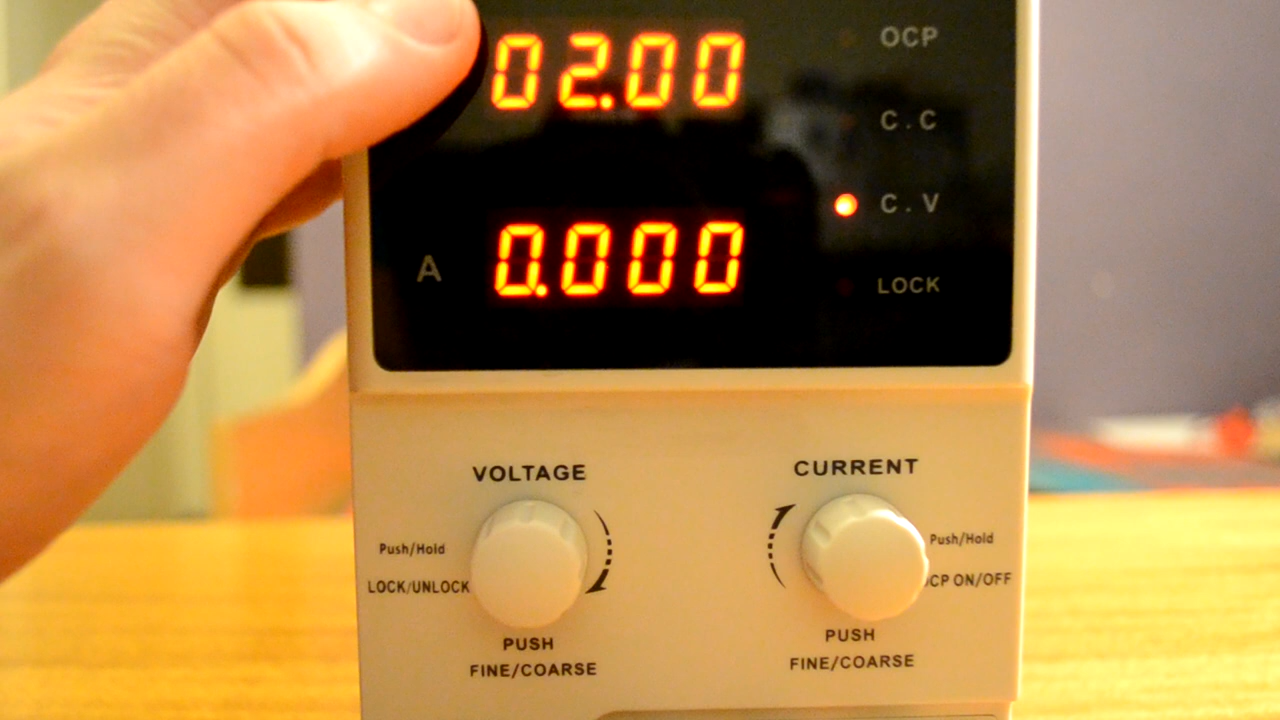 02.00
OCP
C.C
C.V
A 0.000
LOCK
VOLTAGE
CURRENT
Push/Hold
LOCK/UNLOCK
Push/Hold
CP ON/OFF
PUSH
FINE/COARSE
PUSH
FINE/COARSE